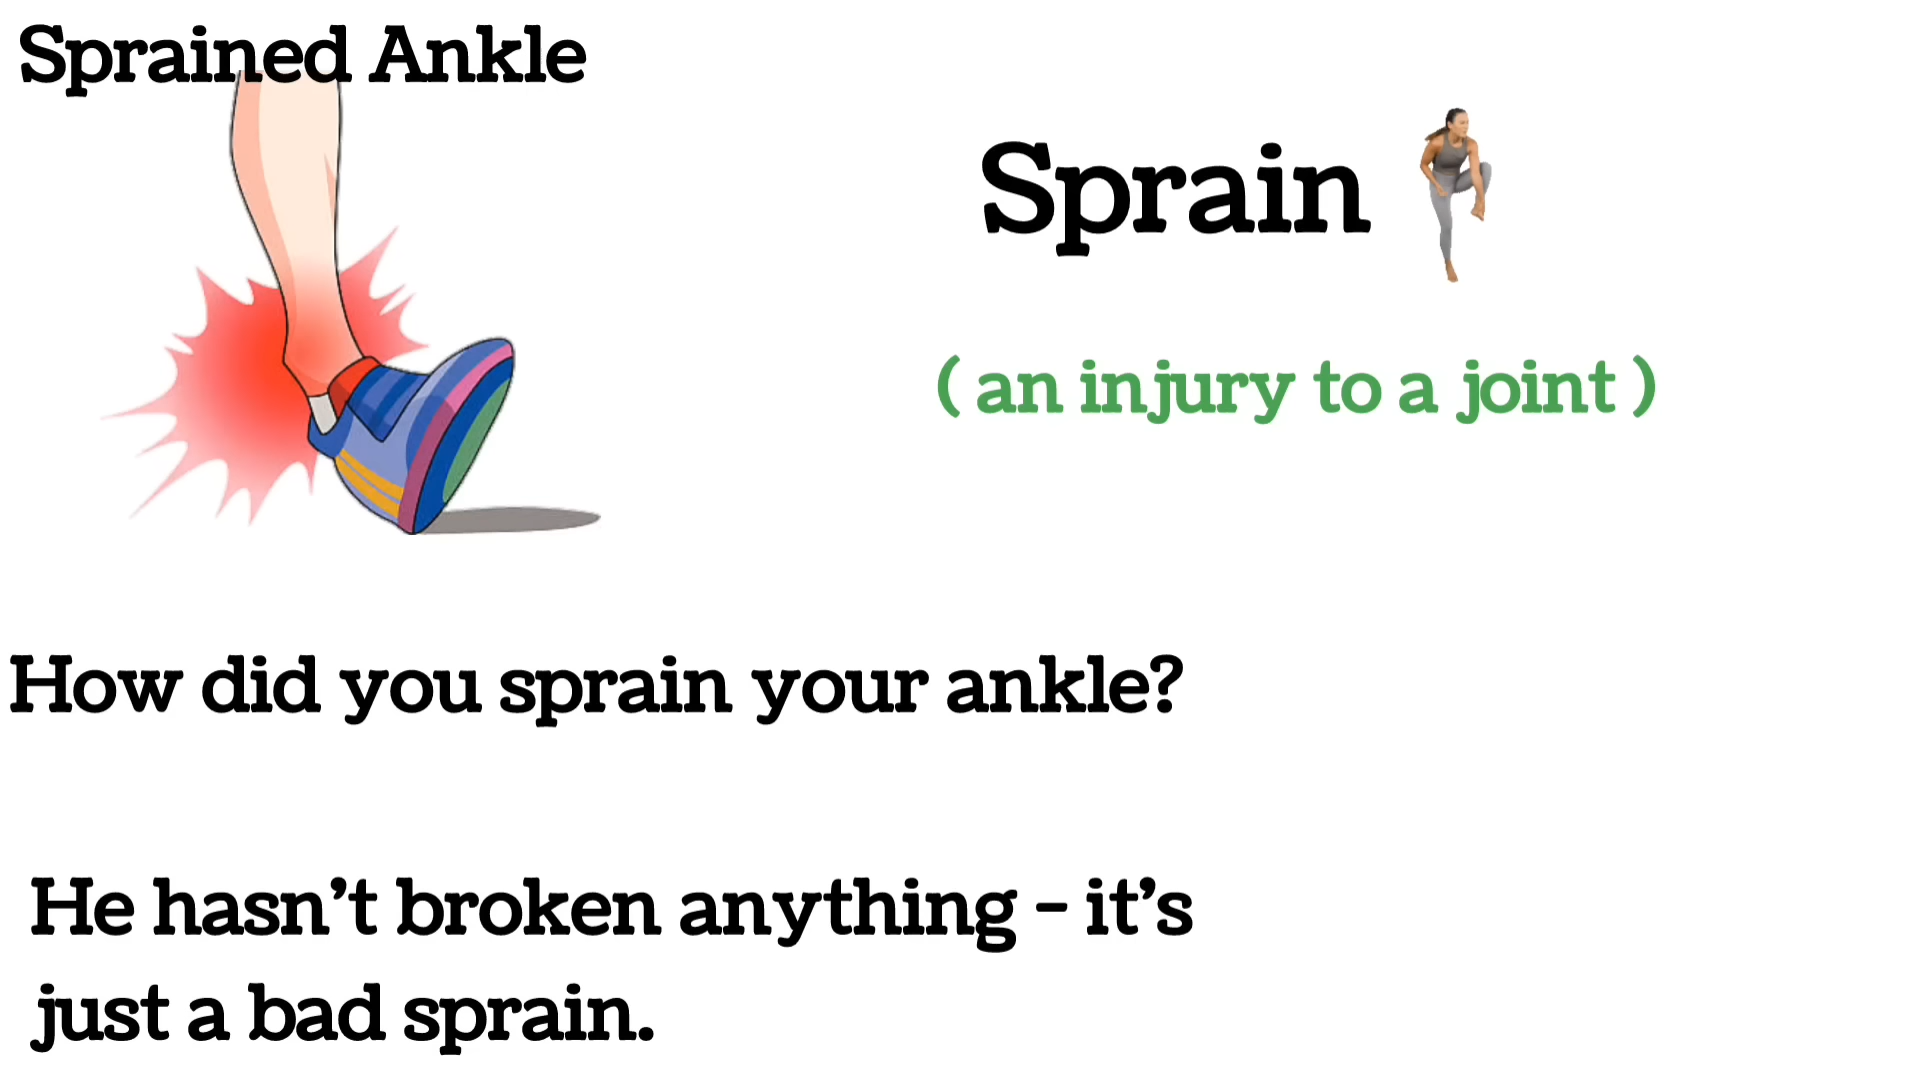 Sprained Ankle
Sprain
( an injury to a joint )
How did you sprain your ankle?
He hasn’t broken anything - it’s
just a bad sprain.